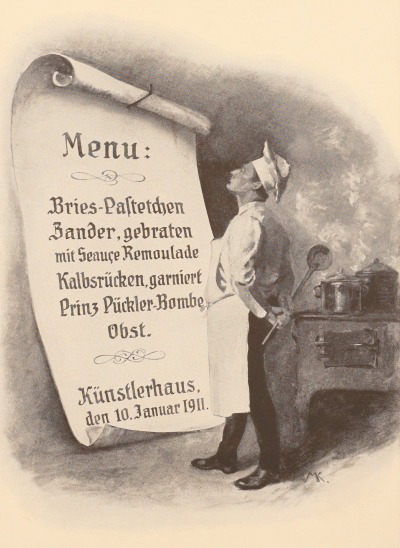 Menu:
Bries-Pastetchen
Zander, gebraten
mit Seauçe Remoulade
Kalbsrücken, garniert
Prinz Pückler-Bombe
Obst.
Künstlerhaus,
den 10. Januar 1911.
MK.